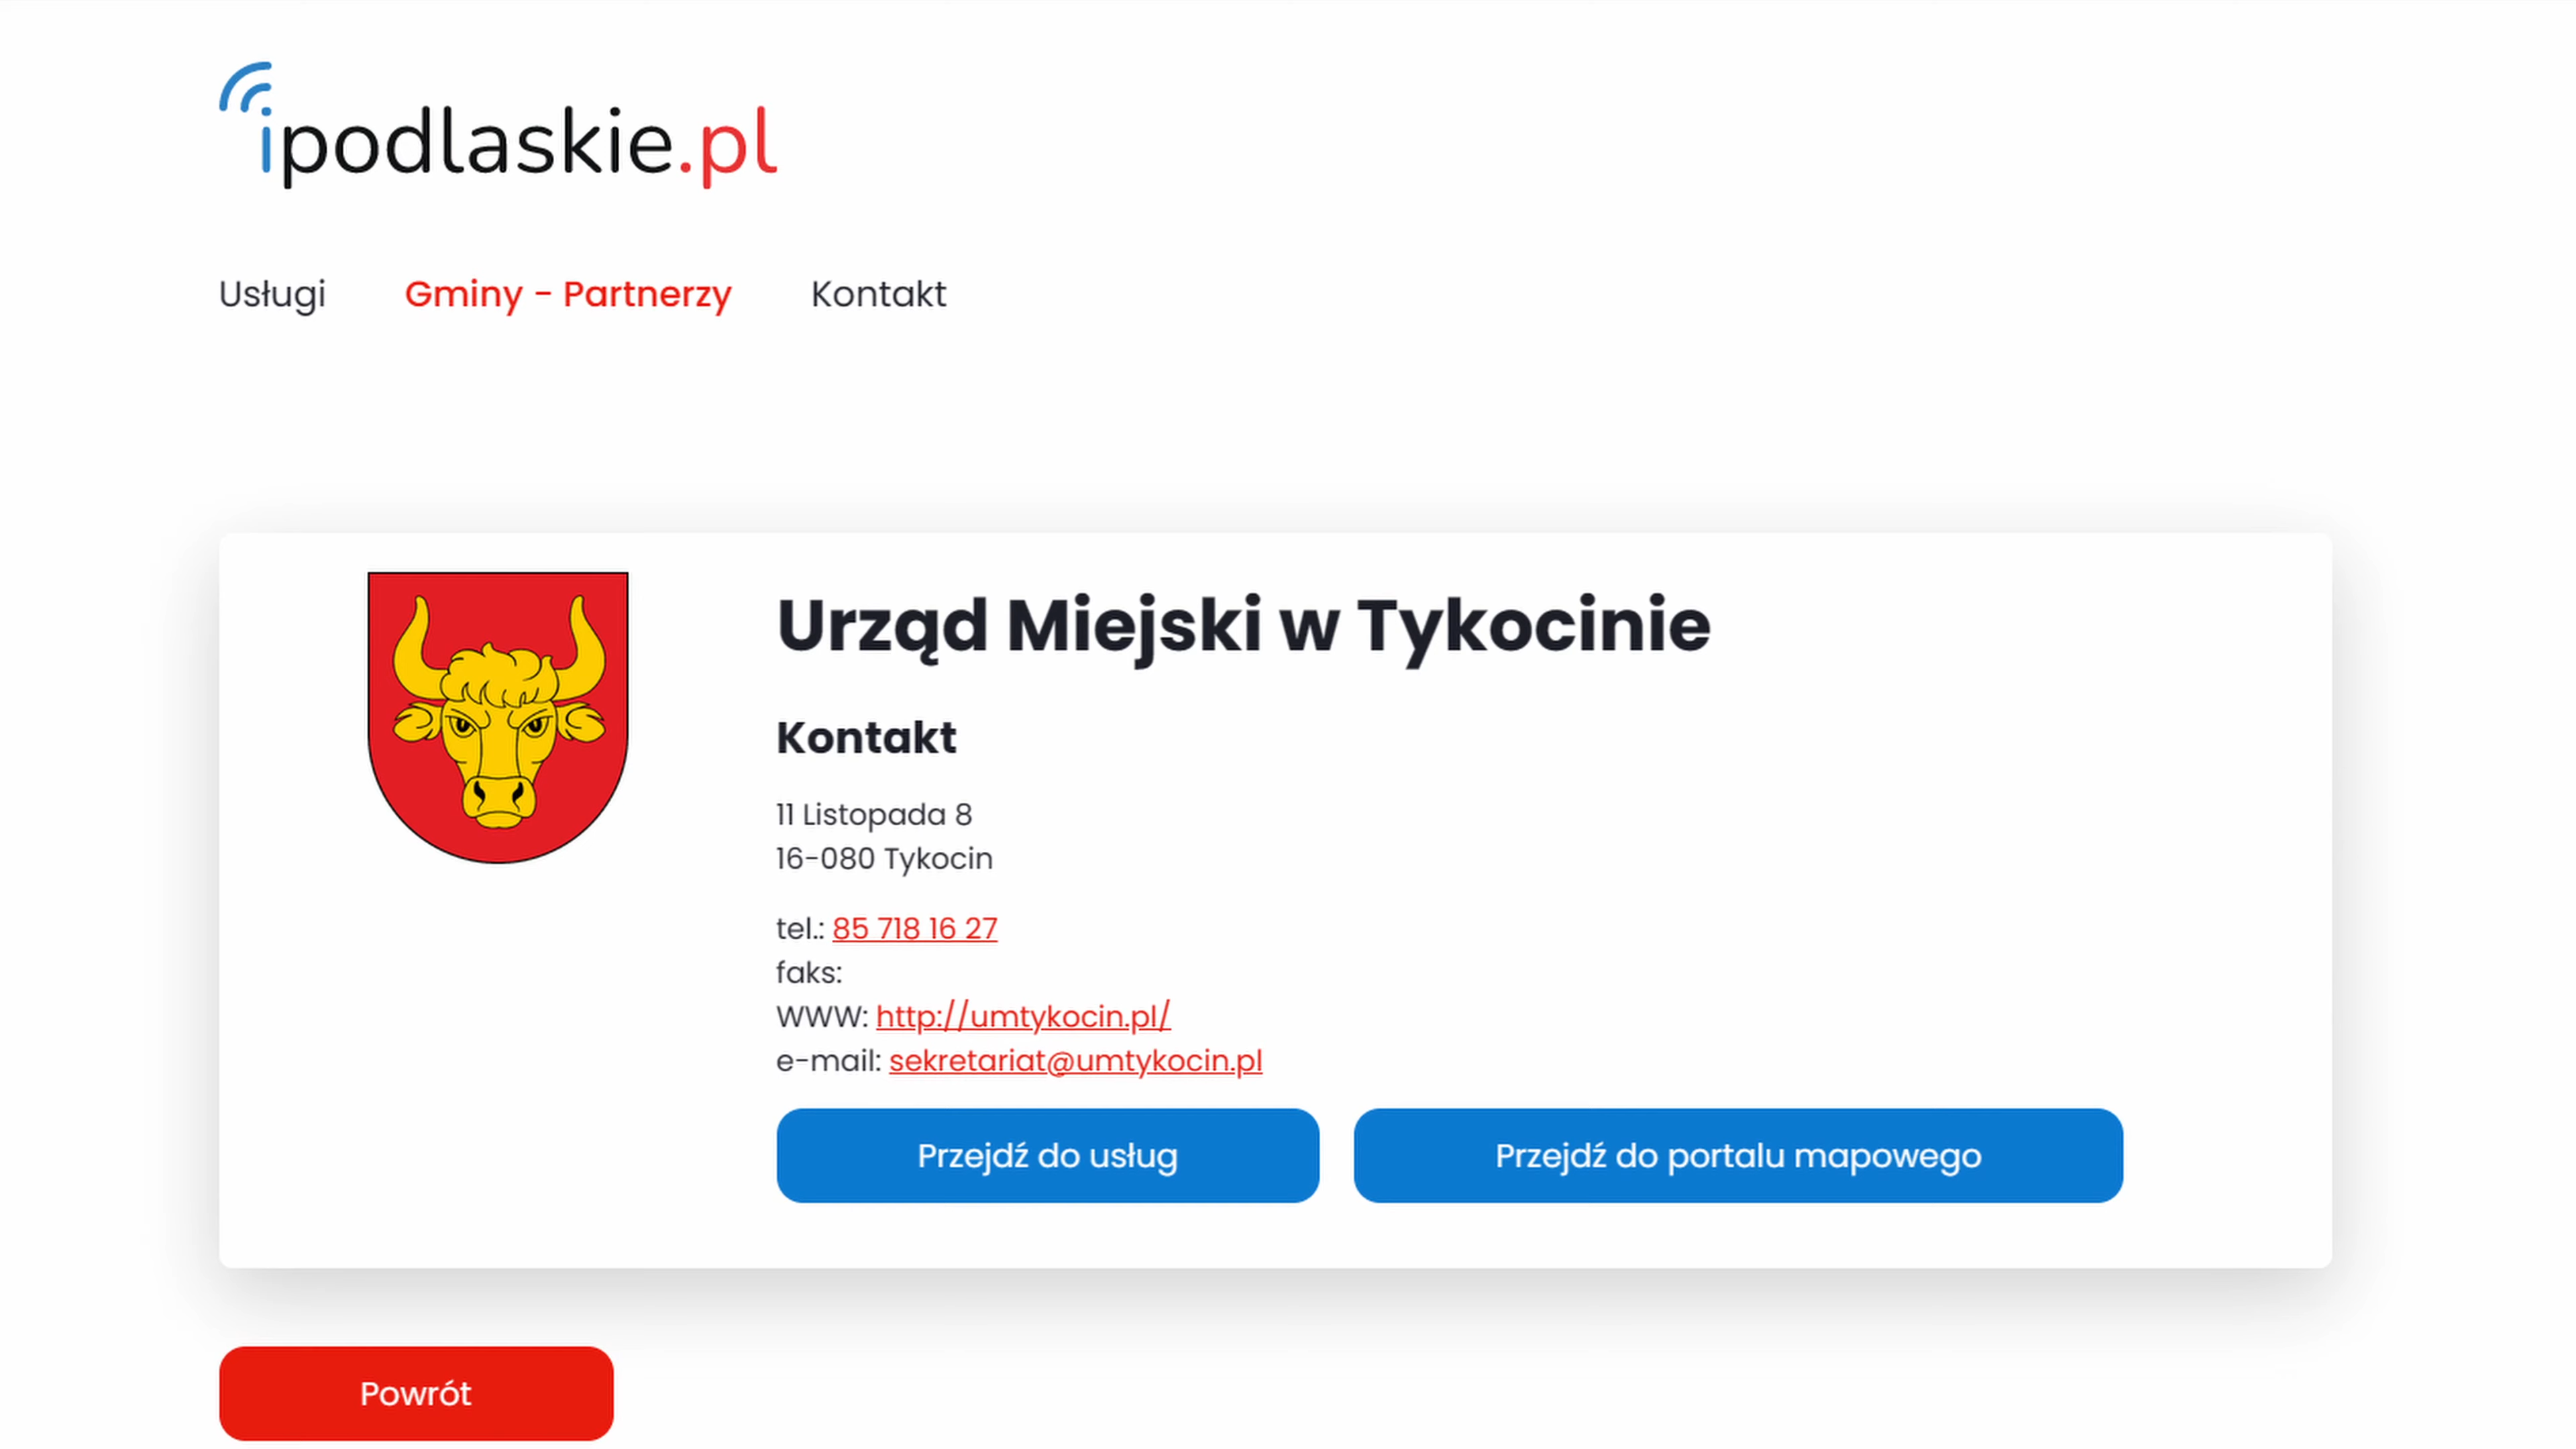 ipodlaskie.pl
Usługi Gminy - Partnerzy Kontakt
Urząd Miejski w Tykocinie
Kontakt
11 Listopada 8
16-080 Tykocin
tel.: 85 718 16 27
faks:
WWW: http://umtykocin.pl/
e-mail: sekretariat@umtykocin.pl
Przejdź do usług Przejdź do portalu mapowego
Powrót